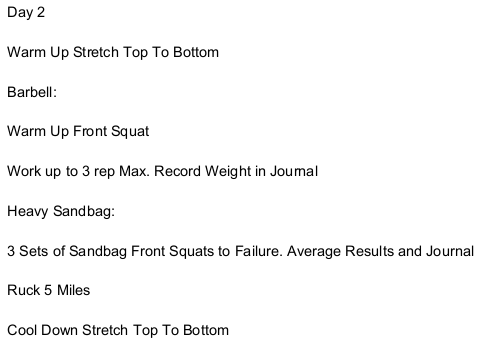 Day 2
Warm Up Stretch Top To Bottom
Barbell:
Warm Up Front Squat
Work up to 3 rep Max. Record Weight in Journal
Heavy Sandbag:
3 Sets of Sandbag Front Squats to Failure. Average Results and Journal
Ruck 5 Miles
Cool Down Stretch Top To Bottom